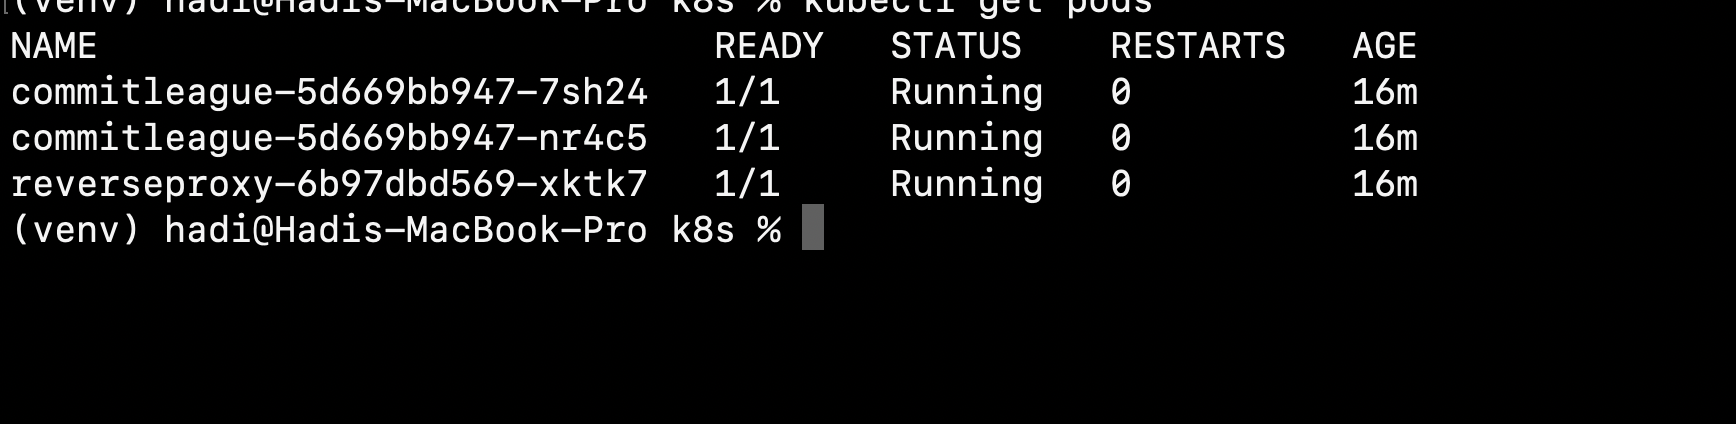 (venv) hadi@Hadis-MacBook-Pro k8s % kubectl get pods
NAME READY STATUS RESTARTS AGE
commitleague-5d669bb947-7sh24 1/1 Running 0 16m
commitleague-5d669bb947-nr4c5 1/1 Running 0 16m
reverseproxy-6b97dbd569-xktk7 1/1 Running 0 16m
(venv) hadi@Hadis-MacBook-Pro k8s %